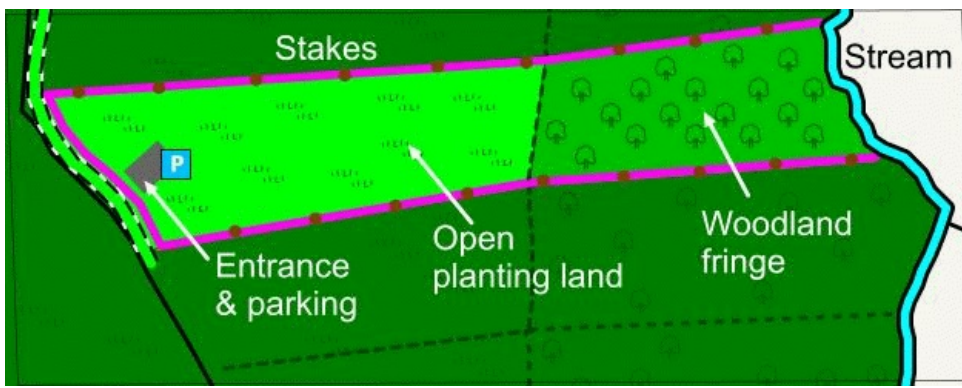 Stakes
Stream
P
Open
planting land
Woodland
fringe
Entrance
& parking